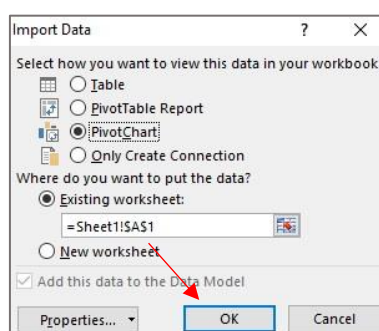 Import Data ? X
Select how you want to view this data in your workbook.
Table
PivotTable Report
PivotChart
Only Create Connection
Where do you want to put the data?
Existing worksheet:
=Sheet1!$A$1
New worksheet
Add this data to the Data Model
Properties... OK Cancel